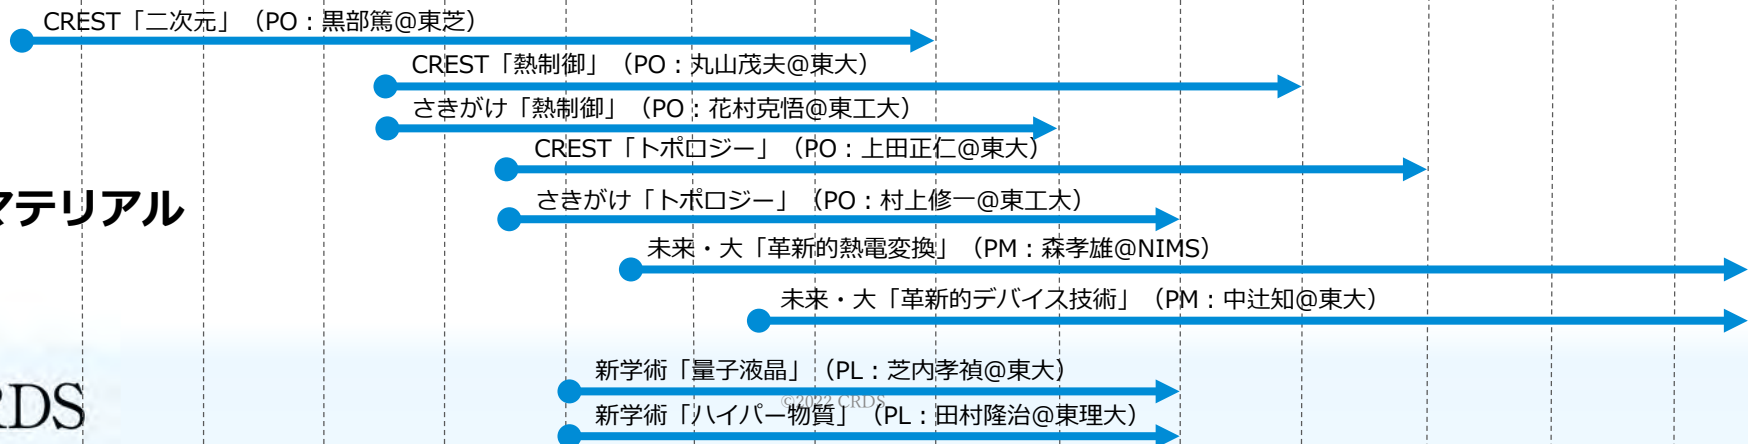 CREST「二次元」（PO：黒部篤@東芝）
CREST「熱制御」（PO：丸山茂夫@東大）
さきがけ「熱制御」（PO：花村克悟@東工大）
CREST「トポロジー」（PO：上田正仁@東大）
マテリアル
さきがけ「トポロジー」（PO：村上修一@東工大）
未来・大「革新的熱電変換」（PM：森孝雄@NIMS）
未来・大「革新的デバイス技術」（PM：中辻知@東大）
新学術「量子液晶」（PL：芝内孝禎@東大）
RDS
©2022 CRDS
新学術「ハイパー物質」（PL：田村隆治@東理大）